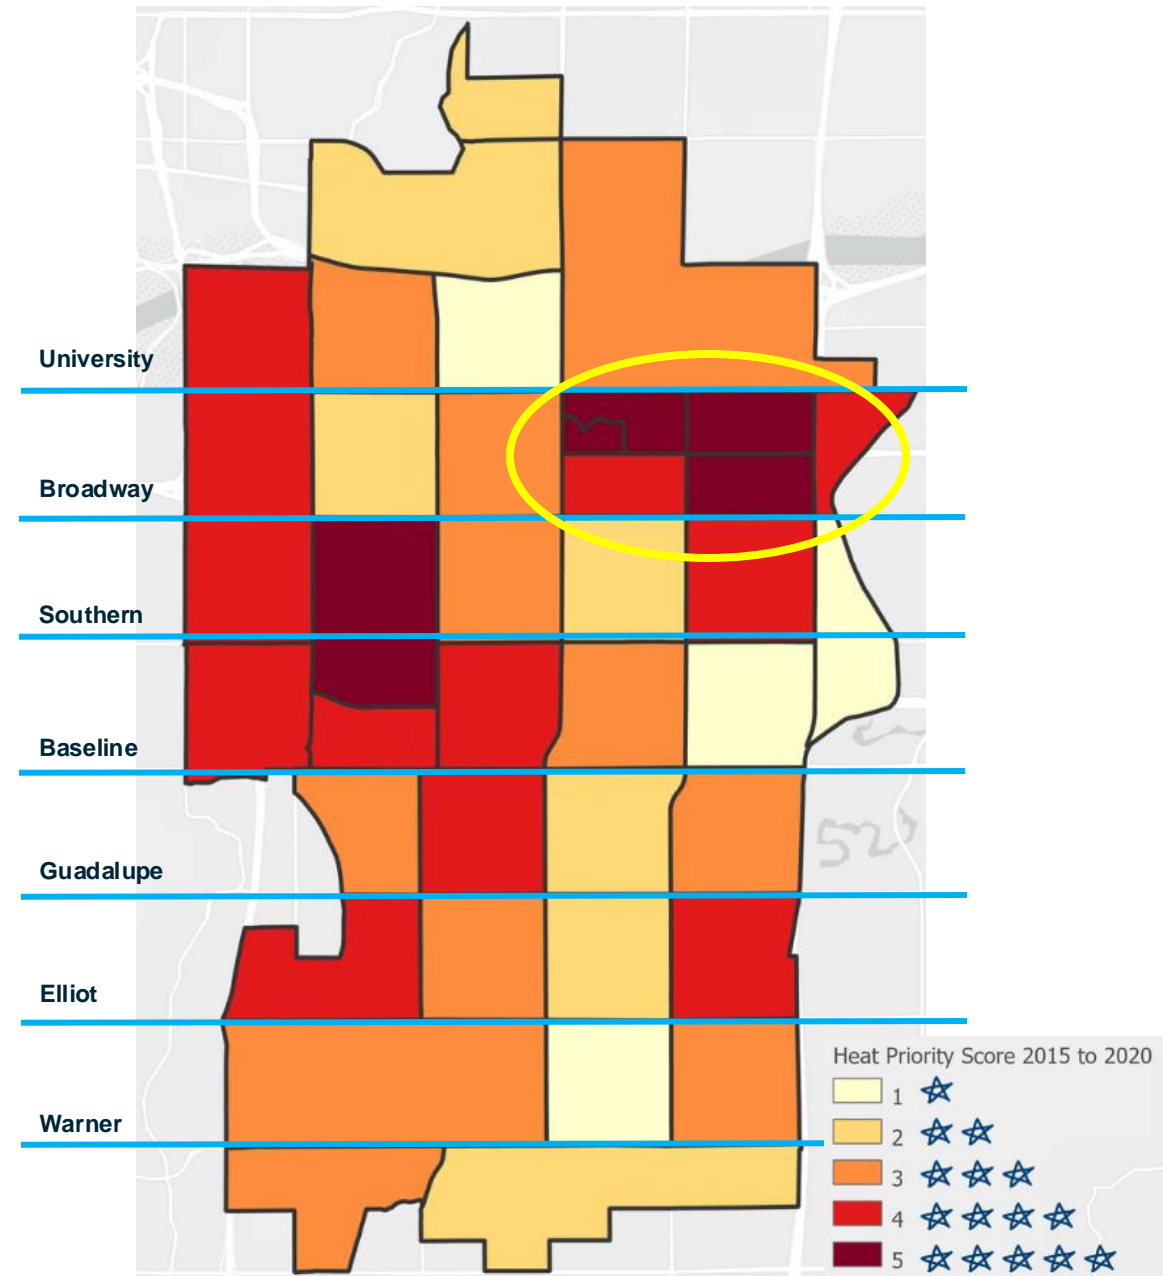 University
Broadway
Southern
Baseline
Guadalupe
Elliot
Warner
Heat Priority Score 2015 to 2020
1
2
3
4
5